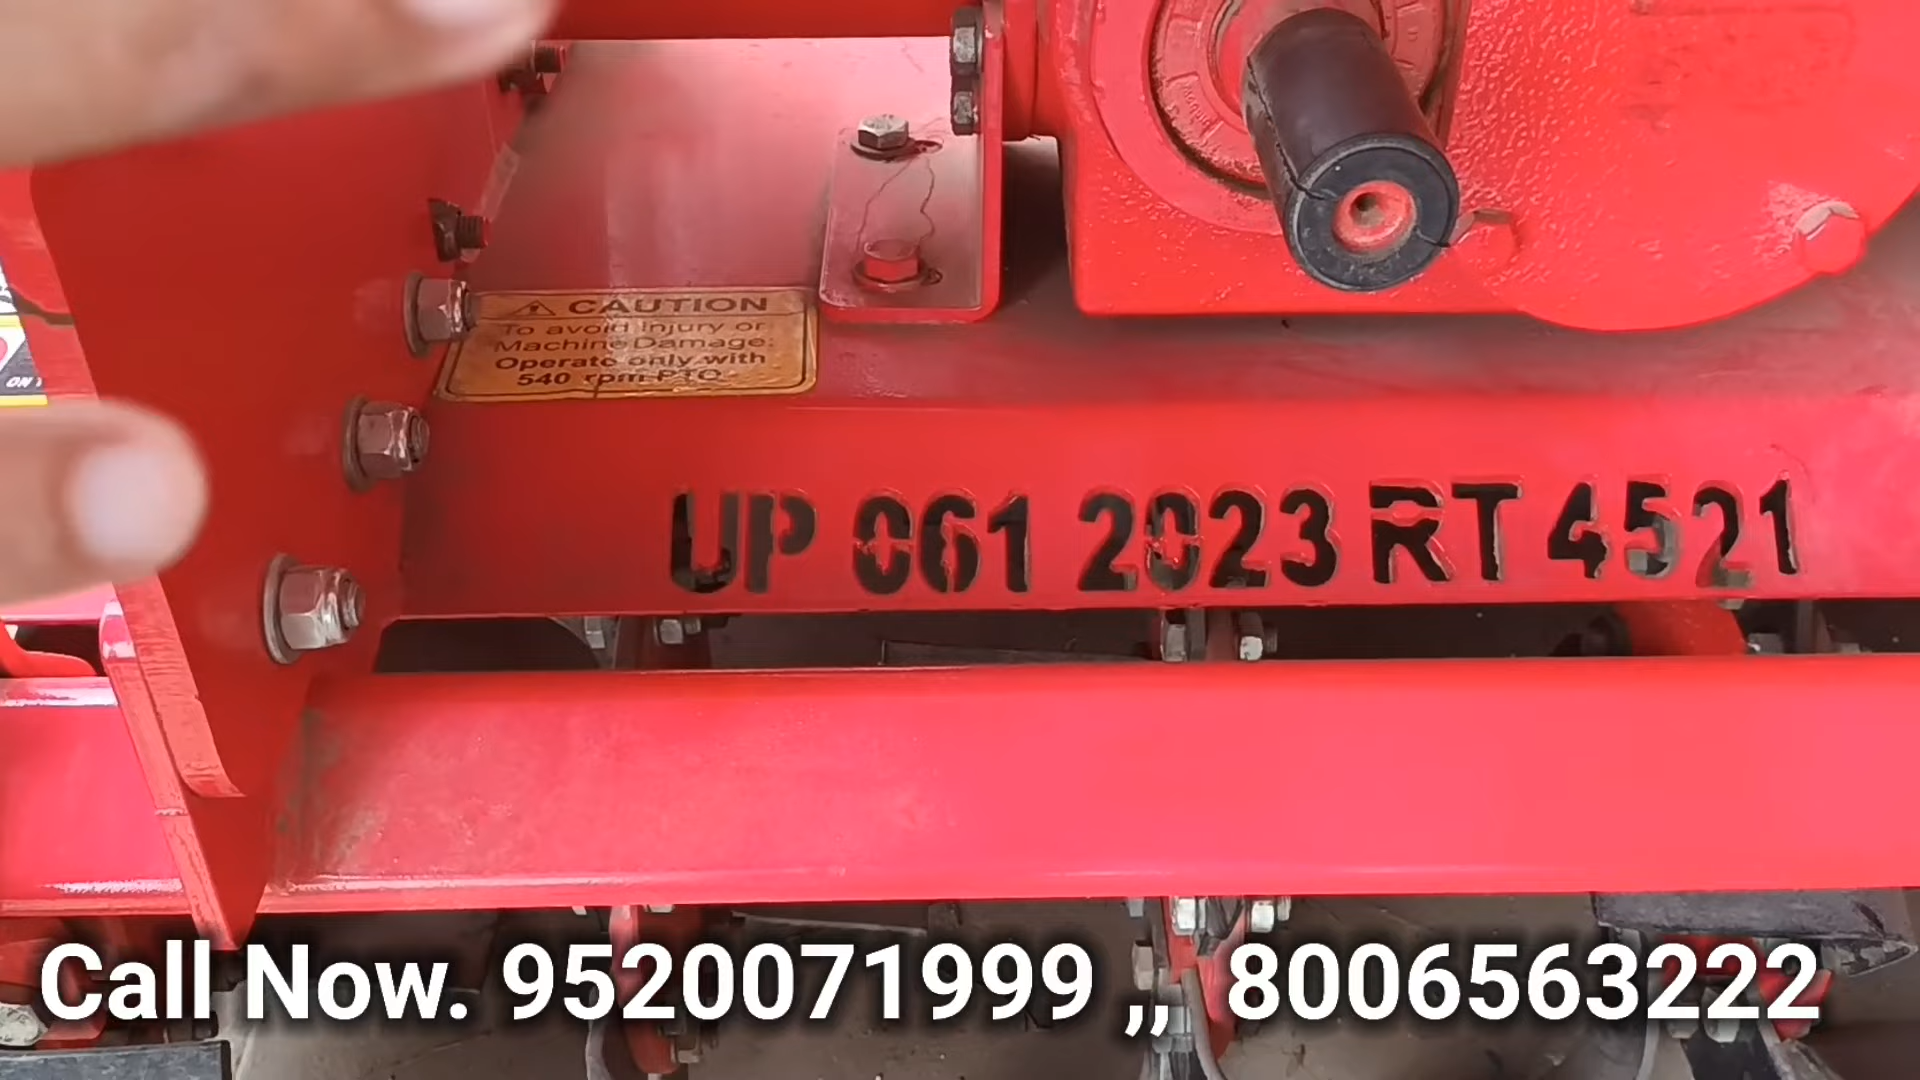 CAUTION
To avoid Injury or
Machine Damage:
Operate only with
540 rpm PTO
ON
UP 061 2023 RT 4521
Call Now. 9520071999 ,, 8006563222